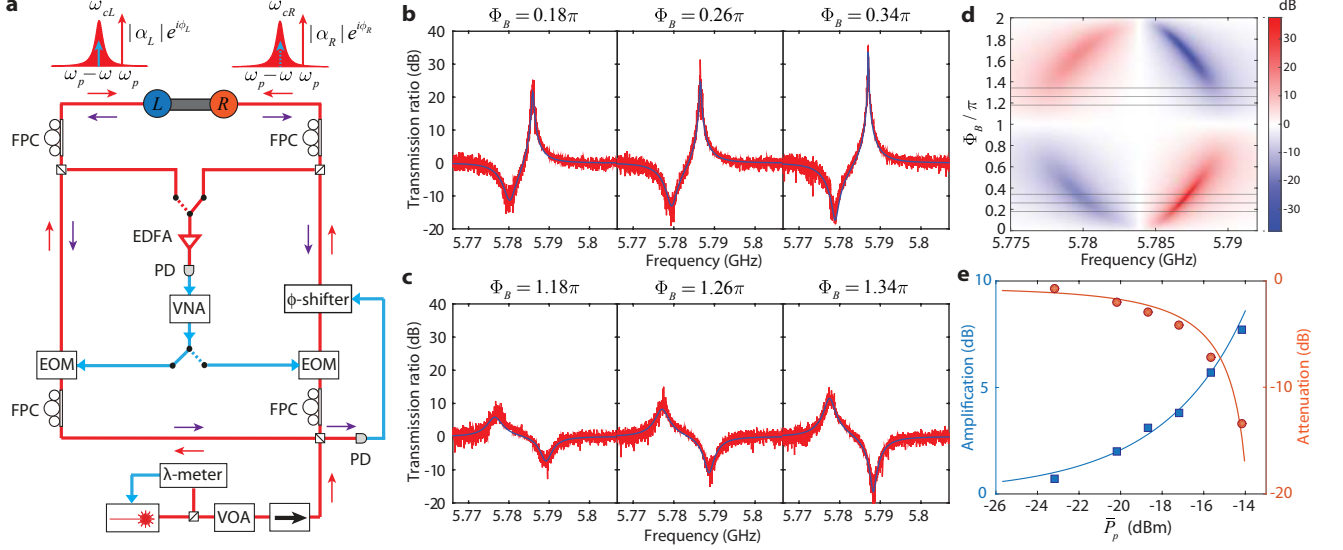 a
ω_cL
ω_cR
|α_L| e^{iϕ_L}
|α_R| e^{iϕ_R}
ω_p − ω ω_p
ω_p − ω ω_p
L
R
FPC
FPC
EDFA
PD
VNA
ϕ-shifter
EOM
EOM
FPC
FPC
PD
λ-meter
VOA
b
Φ_B = 0.18π
Φ_B = 0.26π
Φ_B = 0.34π
Transmission ratio (dB)
40
30
20
10
0
-10
-20
5.77 5.78 5.79 5.8
5.77 5.78 5.79 5.8
5.77 5.78 5.79 5.8
Frequency (GHz)
c
Φ_B = 1.18π
Φ_B = 1.26π
Φ_B = 1.34π
Transmission ratio (dB)
40
30
20
10
0
-10
20
5.77 5.78 5.79 5.8
5.77 5.78 5.79 5.8
5.77 5.78 5.79 5.8
Frequency (GHz)
d
Φ_B / π
2
1.8
1.6
1.4
1.2
1
0.8
0.6
0.4
0.2
0
5.775 5.78 5.785 5.79
Frequency (GHz)
dB
30
20
10
0
-10
-20
-30
e
Amplification (dB)
10
5
0
Attenuation (dB)
0
-10
-20
-26 -24 -22 -20 -18 -16 -14
P̄_p (dBm)